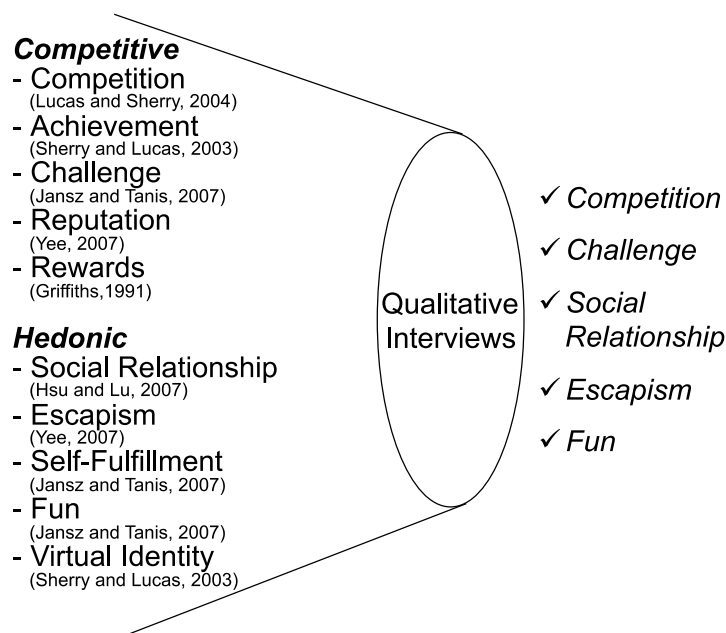 Competitive
- Competition
(Lucas and Sherry, 2004)
- Achievement
(Sherry and Lucas, 2003)
- Challenge
(Jansz and Tanis, 2007)
- Reputation
(Yee, 2007)
- Rewards
(Griffiths,1991)
Hedonic
- Social Relationship
(Hsu and Lu, 2007)
- Escapism
(Yee, 2007)
- Self-Fulfillment
(Jansz and Tanis, 2007)
- Fun
(Jansz and Tanis, 2007)
- Virtual Identity
(Sherry and Lucas, 2003)
Qualitative
Interviews
✓ Competition
✓ Challenge
✓ Social
Relationship
✓ Escapism
✓ Fun